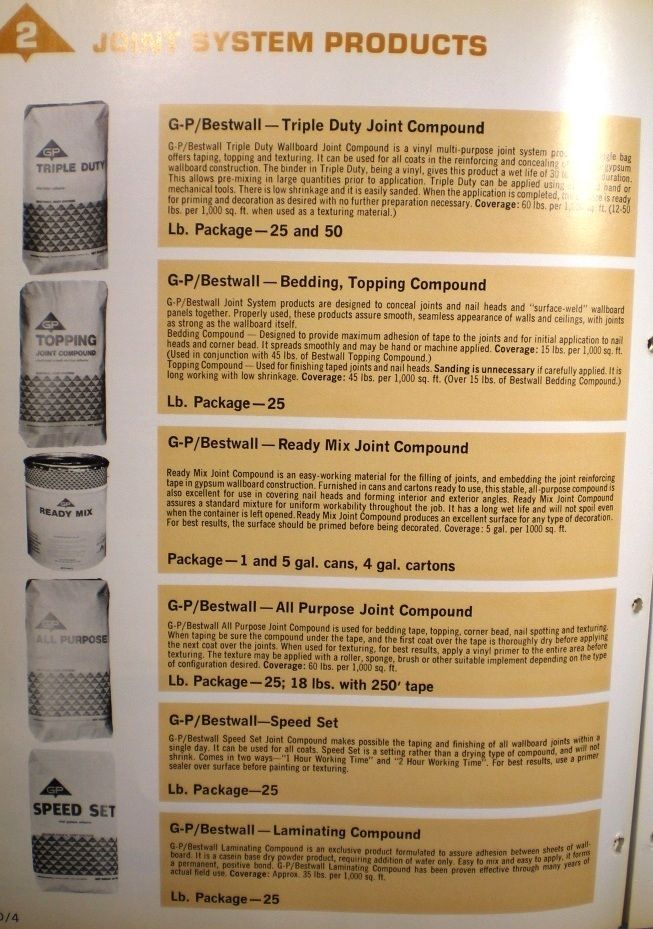 2
JOINT SYSTEM PRODUCTS
GP
TRIPLE DUTY
G-P/Bestwall — Triple Duty Joint Compound
G-P/Bestwall Triple Duty Wallboard Joint Compound is a vinyl multi-purpose joint system bag
offers taping, topping and texturing. It can be used for all coats in the reinforcing and concealing gypsum
wallboard construction. The binder in Triple Duty, being a vinyl, gives this product a wet life of 30 duration.
This allows pre-mixing in large quantities prior to application. Triple Duty can be applied using hand or
mechanical tools. There is low shrinkage and it is easily sanded. When the application is completed, is ready
for priming and decoration as desired with no further preparation necessary. Coverage: 60 lbs. per ft. (12-50
lbs. per 1,000 sq. ft. when used as a texturing material.)
Lb. Package—25 and 50
GP
TOPPING
JOINT COMPOUND
G-P/Bestwall — Bedding, Topping Compound
G-P/Bestwall Joint System products are designed to conceal joints and nail heads and "surface-weld" wallboard
panels together. Properly used, these products assure smooth, seamless appearance of walls and ceilings, with joints
as strong as the wallboard itself.
Bedding Compound — Designed to provide maximum adhesion of tape to the joints and for initial application to nail
heads and corner bead. It spreads smoothly and may be hand or machine applied. Coverage: 15 lbs. per 1,000 sq. ft.
(Used in conjunction with 45 lbs. of Bestwall Topping Compound.)
Topping Compound — Used for finishing taped joints and nail heads. Sanding is unnecessary if carefully applied. It is
long working with low shrinkage. Coverage: 45 lbs. per 1,000 sq. ft. (Over 15 lbs. of Bestwall Bedding Compound.)
Lb. Package—25
GP
READY MIX
G-P/Bestwall — Ready Mix Joint Compound
Ready Mix Joint Compound is an easy-working material for the filling of joints, and embedding the joint reinforcing
tape in gypsum wallboard construction. Furnished in cans and cartons ready to use, this stable, all-purpose compound is
also excellent for use in covering nail heads and forming interior and exterior angles. Ready Mix Joint Compound
assures a standard mixture for uniform workability throughout the job. It has a long wet life and will not spoil even
when the container is left opened. Ready Mix Joint Compound produces an excellent surface for any type of decoration.
For best results, the surface should be primed before being decorated. Coverage: 5 gal. per 1000 sq. ft.
Package—1 and 5 gal. cans, 4 gal. cartons
GP
ALL PURPOSE
G-P/Bestwall — All Purpose Joint Compound
G-P/Bestwall All Purpose Joint Compound is used for bedding tape, topping, corner bead, nail spotting and texturing.
When taping be sure the compound under the tape, and the first coat over the tape is thoroughly dry before applying
the next coat over the joints. When used for texturing, for best results, apply a vinyl primer to the entire area before
texturing. The texture may be applied with a roller, sponge, brush or other suitable implement depending on the type
of configuration desired. Coverage: 60 lbs. per 1,000 sq. ft.
Lb. Package—25; 18 lbs. with 250' tape
G-P/Bestwall—Speed Set
G-P/Bestwall Speed Set Joint Compound makes possible the taping and finishing of all wallboard joints within a
single day. It can be used for all coats. Speed Set is a setting rather than a drying type of compound, and will not
shrink. Comes in two ways—"1 Hour Working Time" and "2 Hour Working Time". For best results, use a primer
sealer over surface before painting or texturing.
Lb. Package—25
GP
SPEED SET
G-P/Bestwall — Laminating Compound
G-P/Bestwall Laminating Compound is an exclusive product formulated to assure adhesion between sheets of wall-
board. It is a casein base dry powder product, requiring addition of water only. Easy to mix and easy to apply, it forms
a permanent, positive bond. G-P/Bestwall Laminating Compound has been proven effective through many years of
actual field use. Coverage: Approx. 35 lbs. per 1,000 sq. ft.
Lb. Package—25
/4